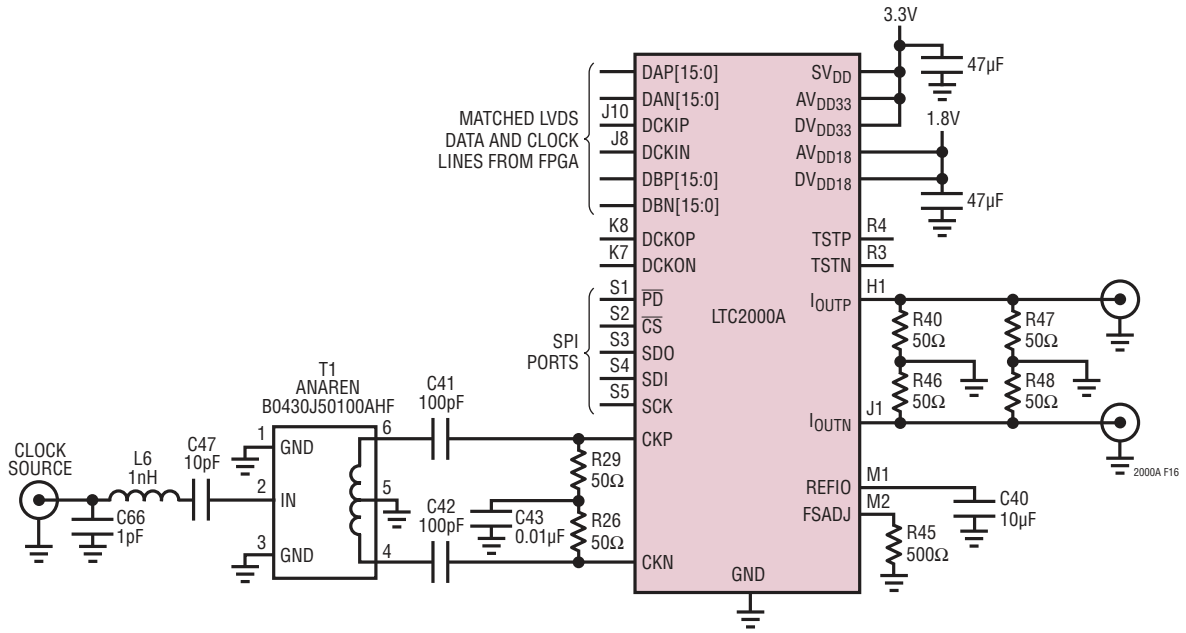 3.3V
47µF
1.8V
47µF
MATCHED LVDS
DATA AND CLOCK
LINES FROM FPGA
DAP[15:0]
DAN[15:0]
J10
DCKIP
J8
DCKIN
DBP[15:0]
DBN[15:0]
K8
DCKOP
K7
DCKON
SPI
PORTS
S1
PD
S2
CS
S3
SDO
S4
SDI
S5
SCK
CKP
CKN
LTC2000A
GND
SVDD
AVDD33
DVDD33
AVDD18
DVDD18
TSTP
R4
TSTN
R3
IOUTP
H1
IOUTN
J1
REFIO
M1
FSADJ
M2
R40
50Ω
R46
50Ω
R47
50Ω
R48
50Ω
C40
10µF
R45
500Ω
2000A F16
CLOCK
SOURCE
C66
1pF
L6
1nH
C47
10pF
T1
ANAREN
B0430J50100AHF
1
GND
2
IN
3
GND
6
5
4
C41
100pF
C42
100pF
C43
0.01µF
R29
50Ω
R26
50Ω